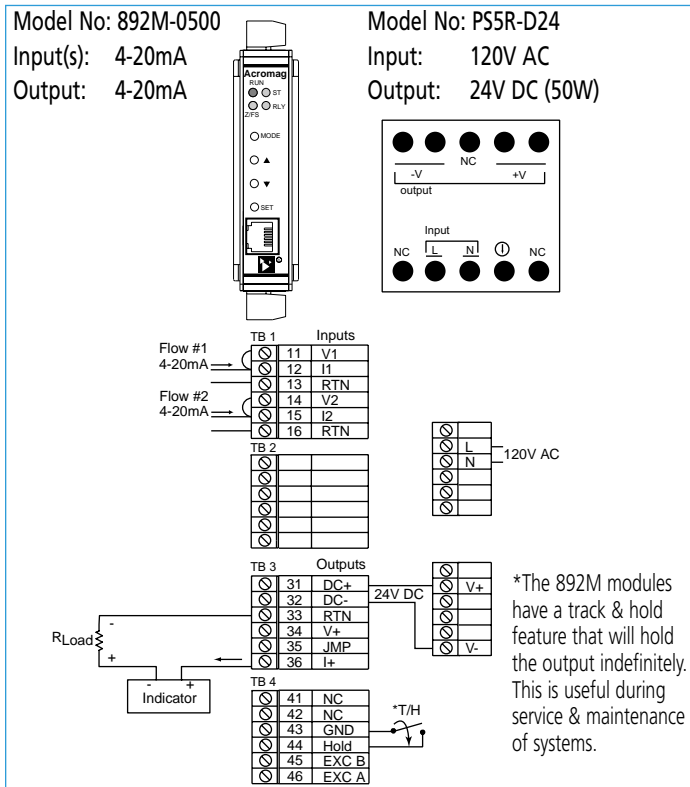 Model No: 892M-0500
Input(s): 4-20mA
Output: 4-20mA
Model No: PS5R-D24
Input: 120V AC
Output: 24V DC (50W)
Acromag
RUN
ST
Z/FS
RLY
MODE
SET
NC
-V
+V
output
Input
NC
L
N
NC
TB 1
Inputs
Flow #1
4-20mA
11 V1
12 I1
13 RTN
Flow #2
4-20mA
14 V2
15 I2
16 RTN
TB 2
L
N
120V AC
TB 3
Outputs
31 DC+
32 DC-
24V DC
33 RTN
34 V+
35 JMP
36 I+
V+
V-
RLoad
-
+
- +
Indicator
TB 4
41 NC
42 NC
43 GND
44 Hold
45 EXC B
46 EXC A
*T/H
*The 892M modules
have a track & hold
feature that will hold
the output indefinitely.
This is useful during
service & maintenance
of systems.